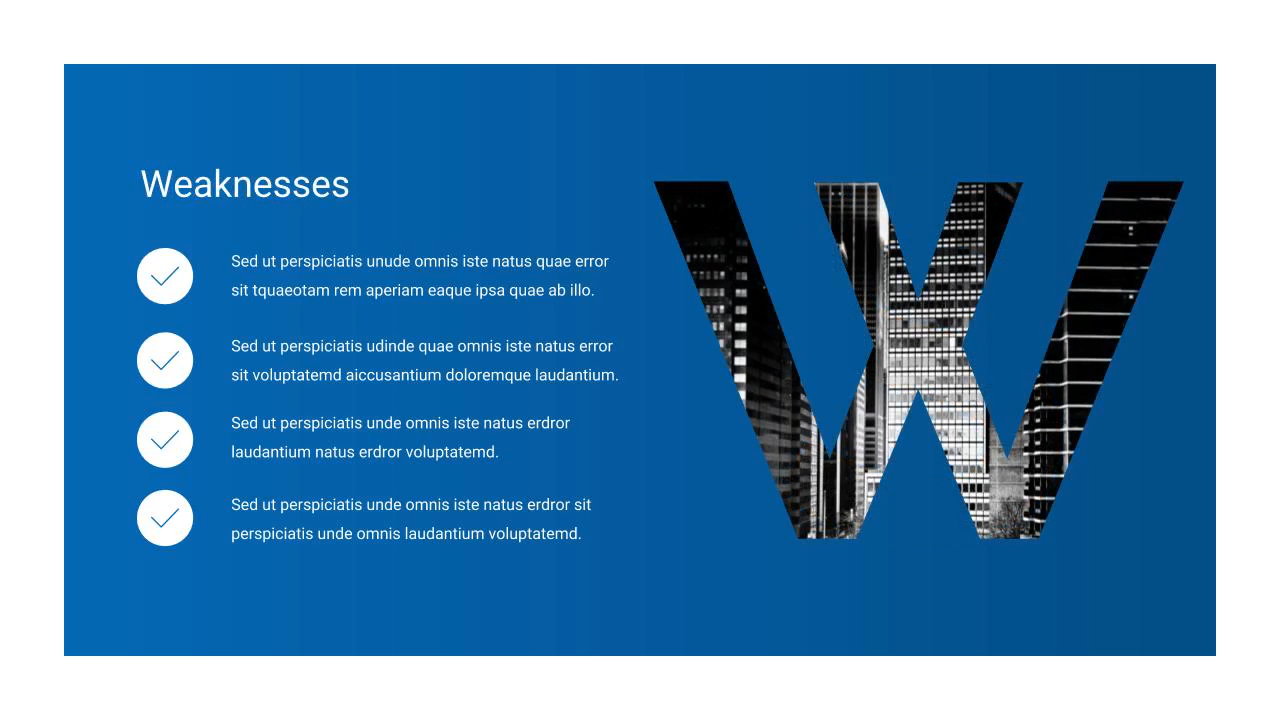 Weaknesses
Sed ut perspiciatis unude omnis iste natus quae error
sit tquaeotam rem aperiam eaque ipsa quae ab illo.
Sed ut perspiciatis udinde quae omnis iste natus error
sit voluptatemd aiccusantium doloremque laudantium.
Sed ut perspiciatis unde omnis iste natus erdror
laudantium natus erdror voluptatemd.
Sed ut perspiciatis unde omnis iste natus erdror sit
perspiciatis unde omnis laudantium voluptatemd.
W